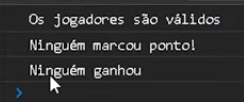 Os jogadores são válidos
Ninguém marcou ponto!
Ninguém ganhou